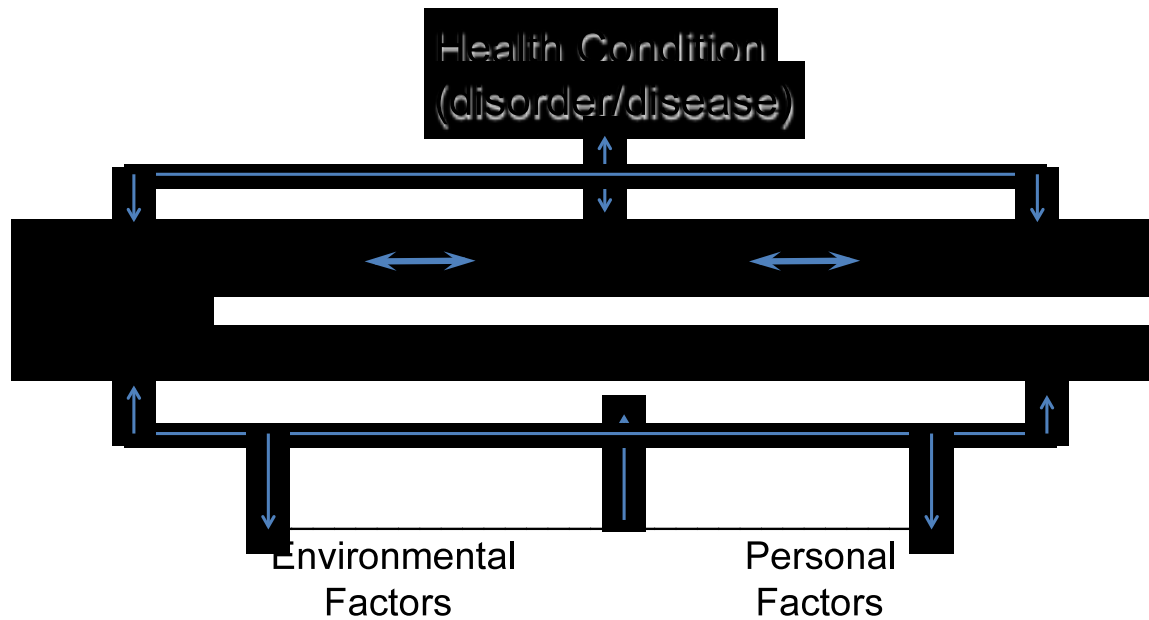 Health Condition
(disorder/disease)
Environmental
Factors
Personal
Factors